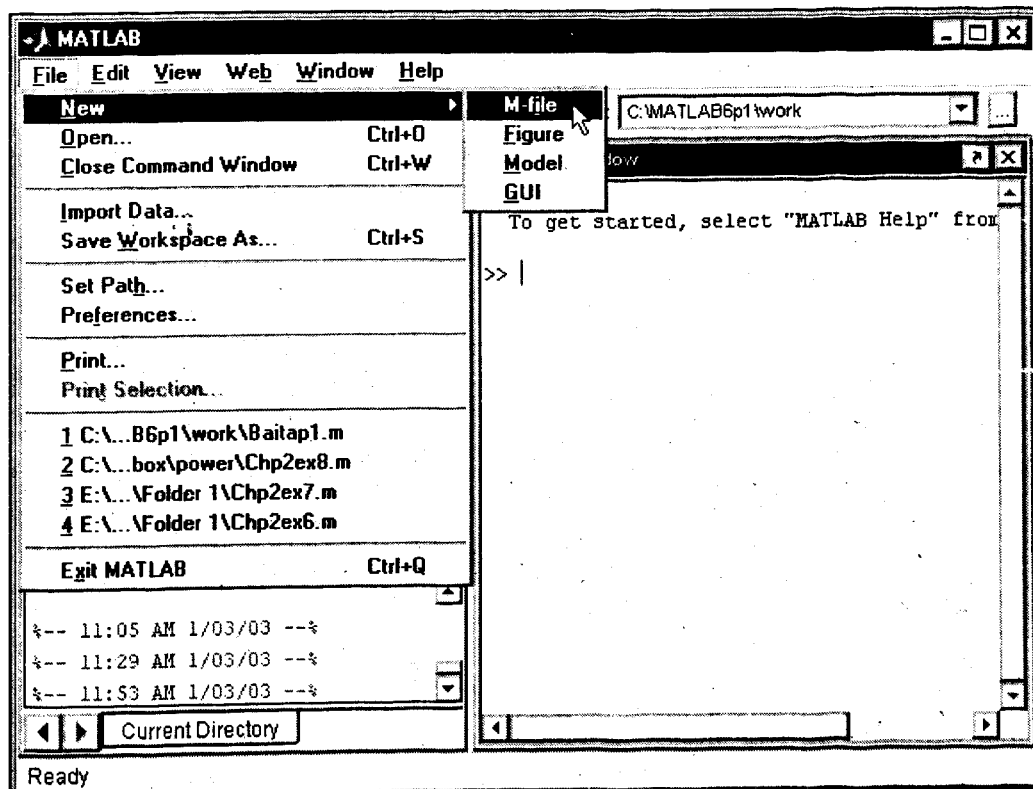 MATLAB
File Edit View Web Window Help
New
Open... Ctrl+O
Close Command Window Ctrl+W
Import Data...
Save Workspace As... Ctrl+S
Set Path...
Preferences...
Print...
Print Selection...
1 C:\...B6p1\work\Baitap1.m
2 C:\...box\power\Chp2ex8.m
3 E:\...\Folder 1\Chp2ex7.m
4 E:\...\Folder 1\Chp2ex6.m
Exit MATLAB Ctrl+Q
M-file
Figure
Model
GUI
C:\MATLAB6p1\work
...
dow
To get started, select "MATLAB Help" from
>>
%-- 11:05 AM 1/03/03 --%
%-- 11:29 AM 1/03/03 --%
%-- 11:53 AM 1/03/03 --%
Current Directory
Ready